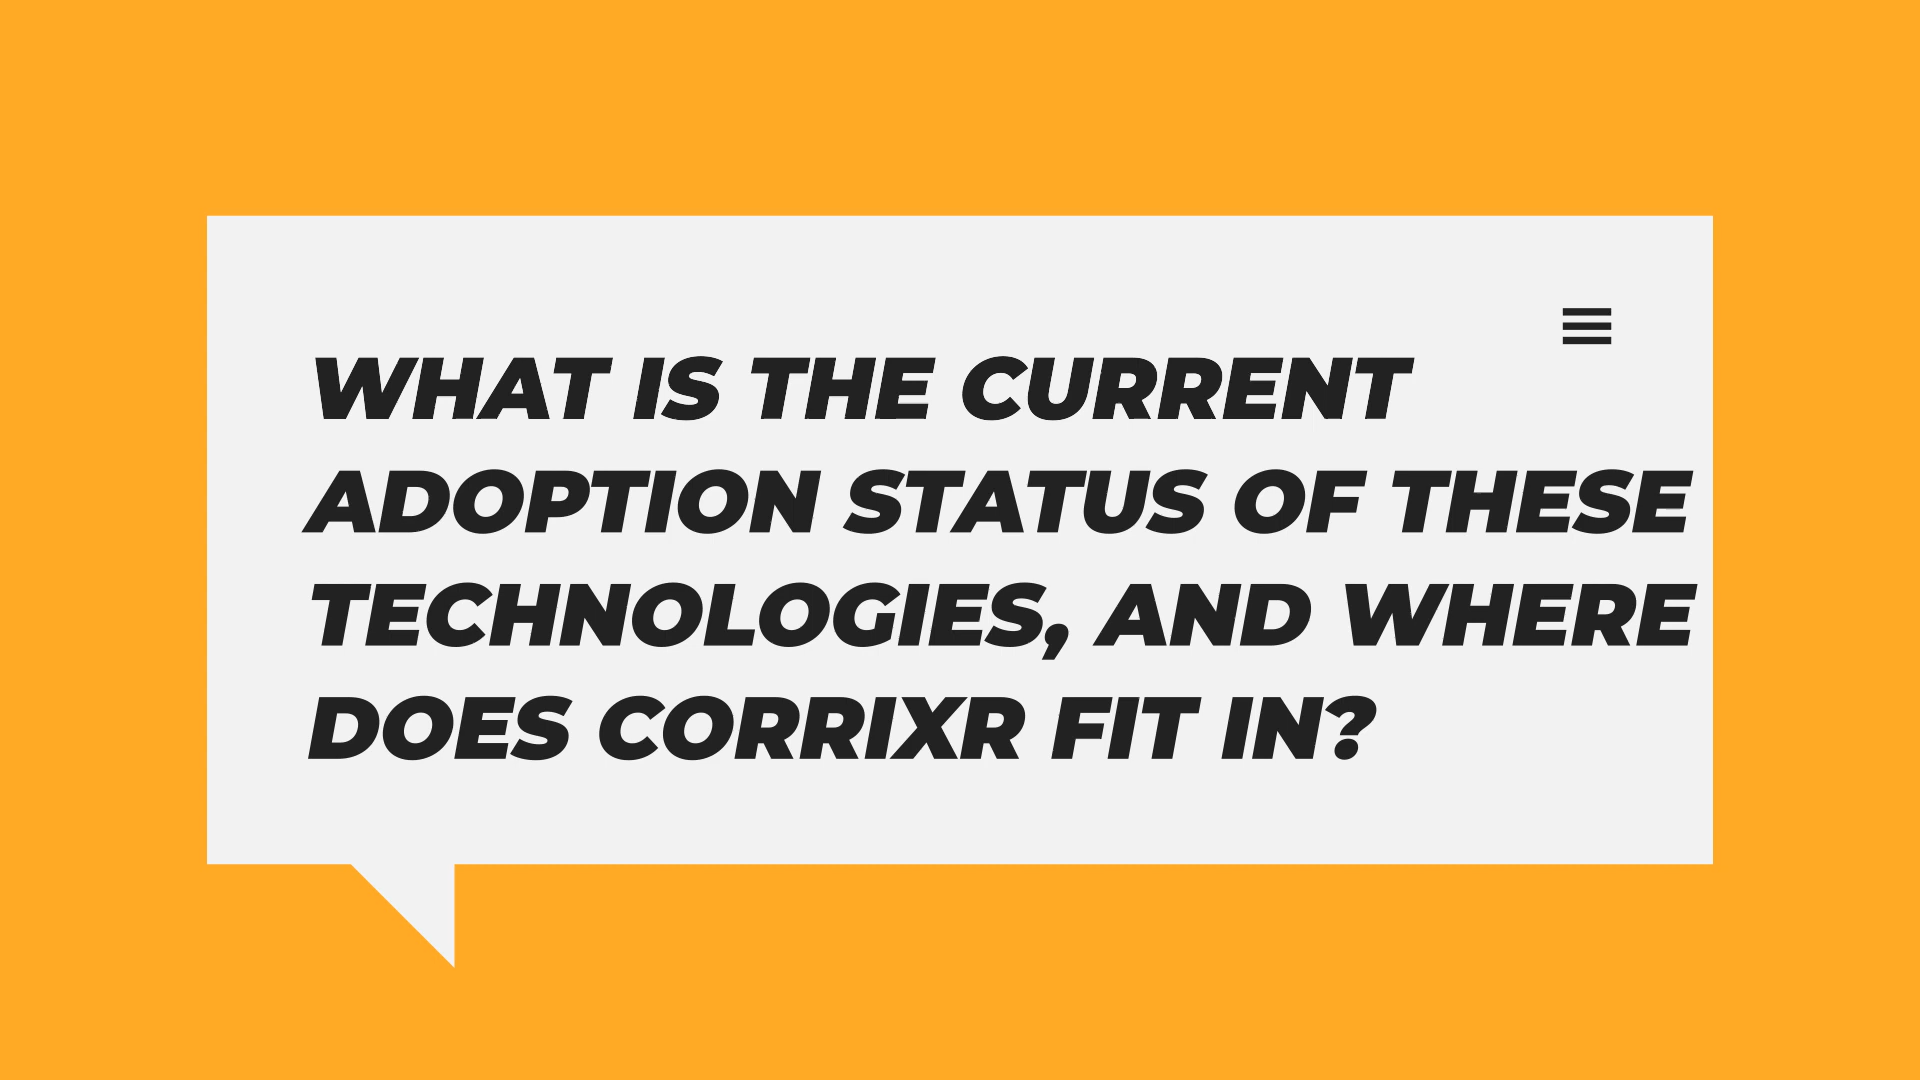 WHAT IS THE CURRENT
ADOPTION STATUS OF THESE
TECHNOLOGIES, AND WHERE
DOES CORRIXR FIT IN?